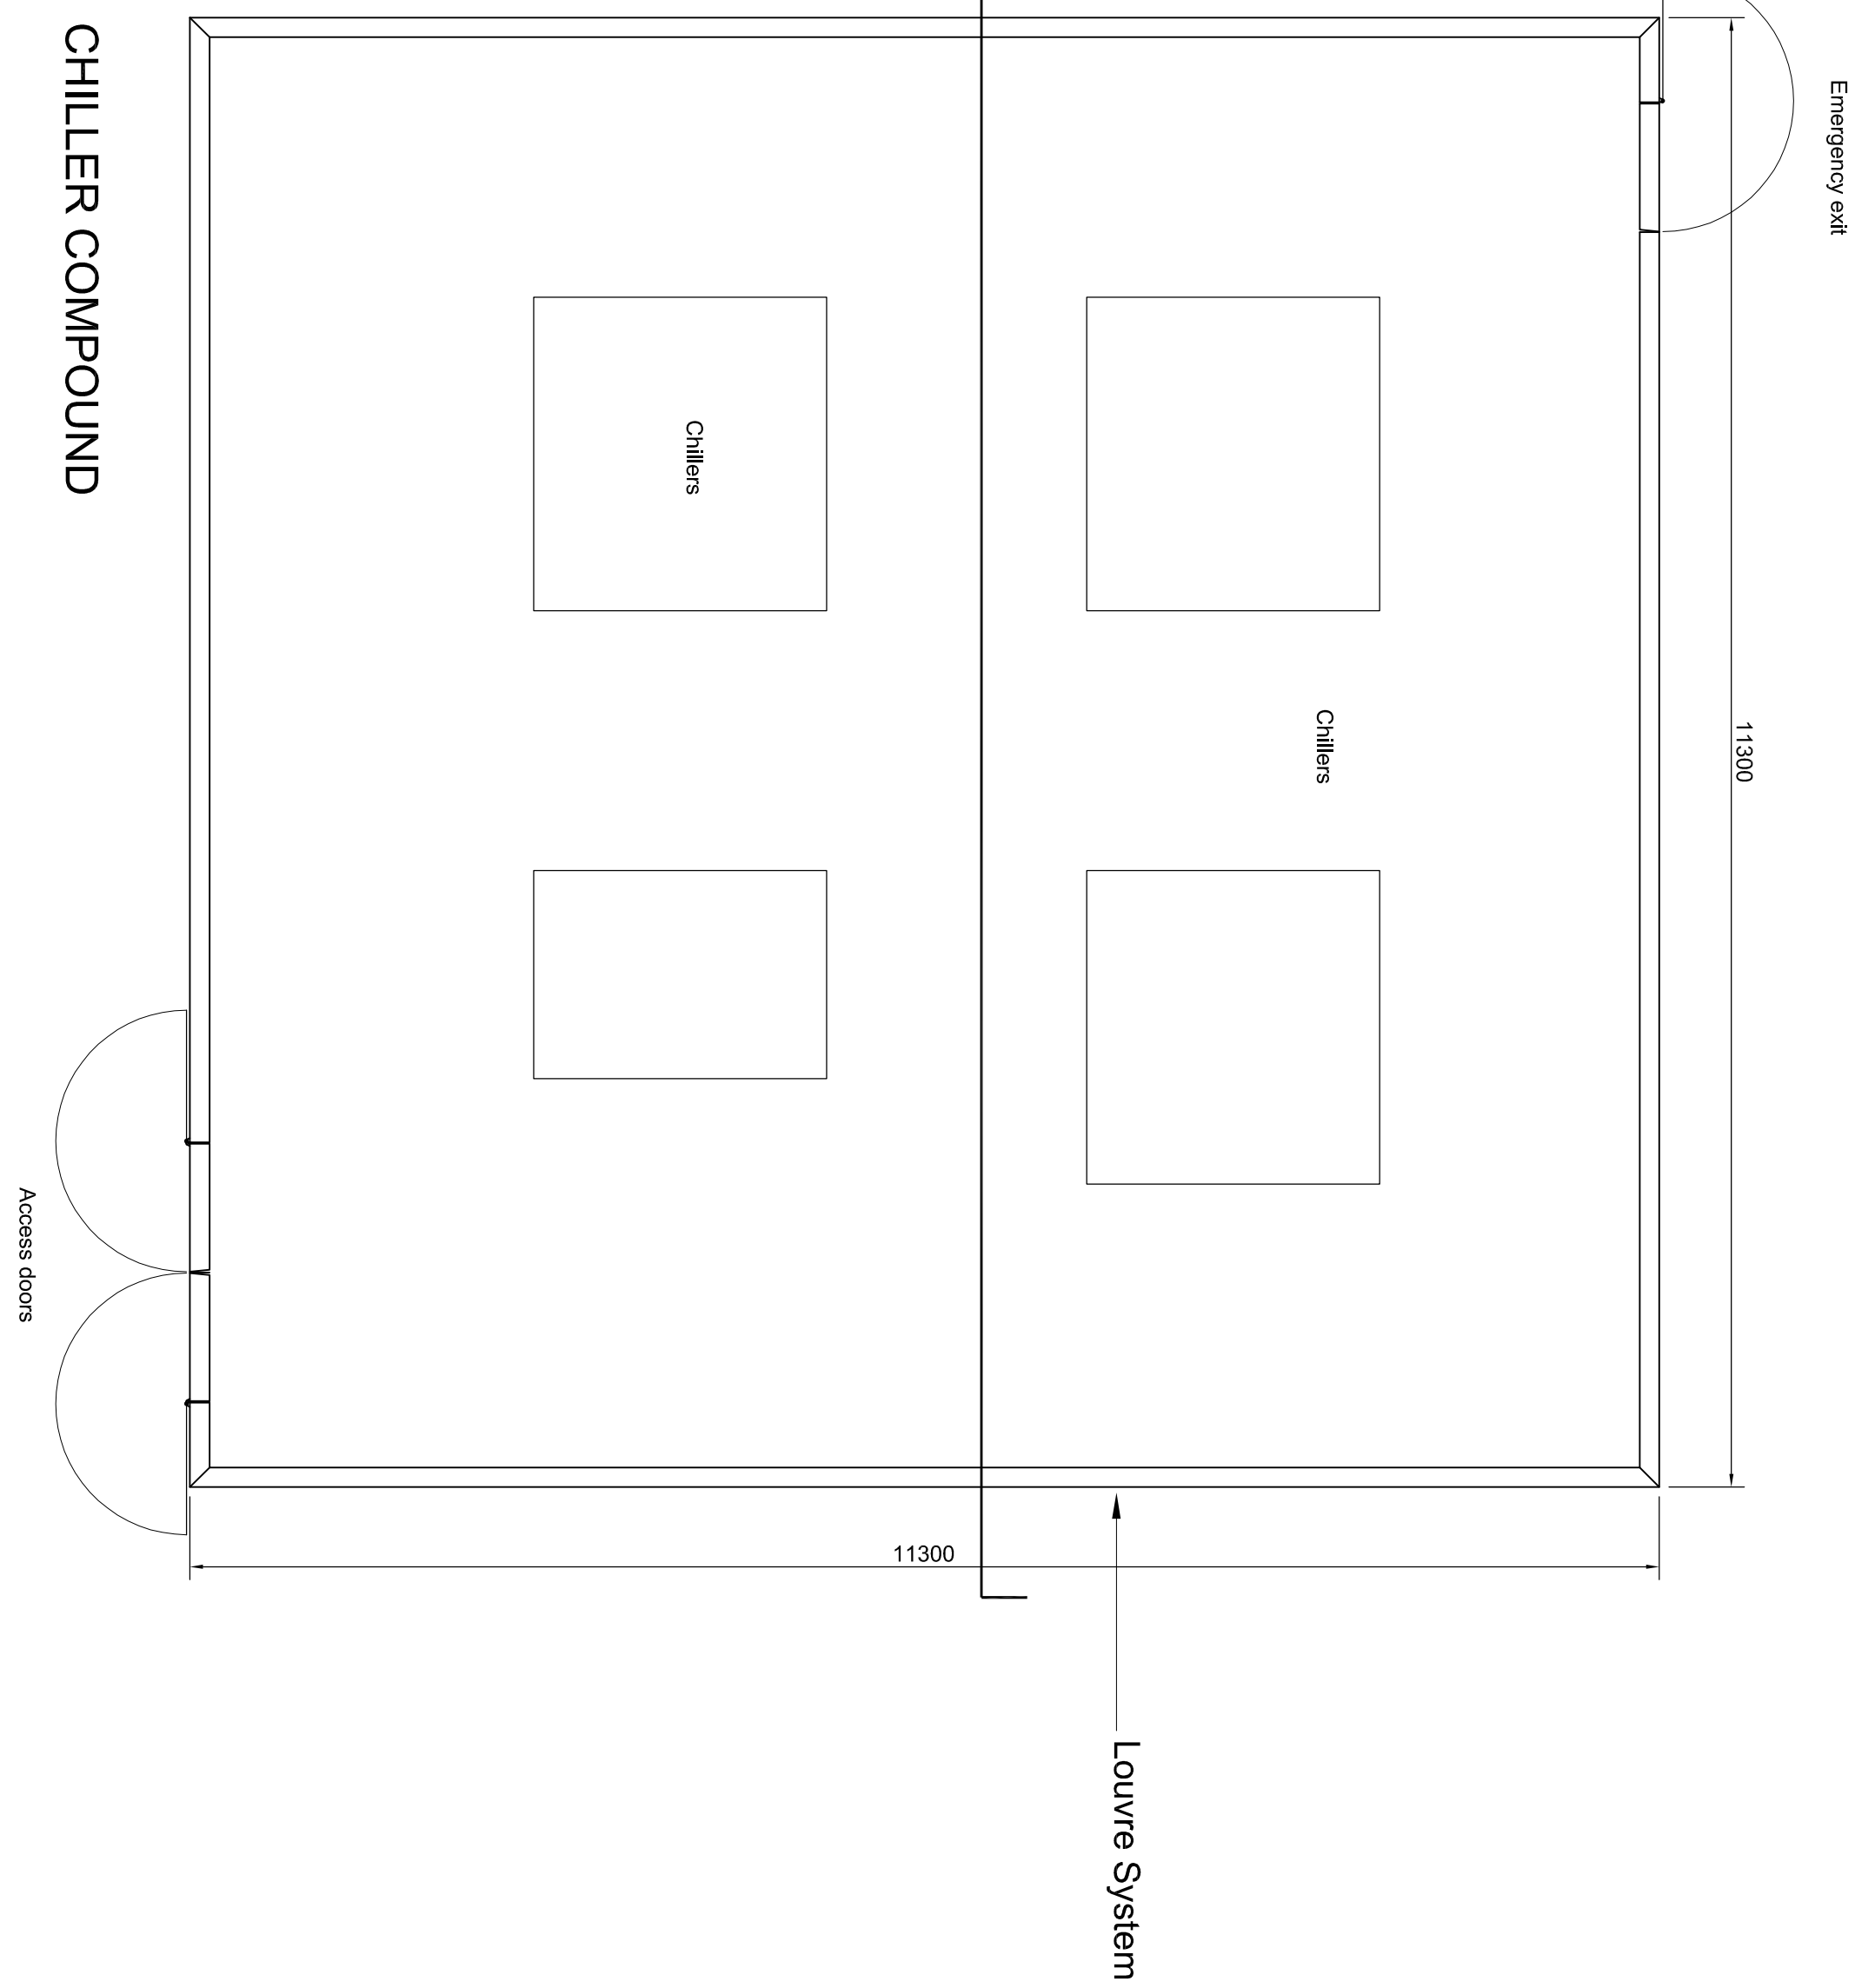 Emergency exit
11300
Chillers
Chillers
CHILLER COMPOUND
Access doors
11300
Louvre System